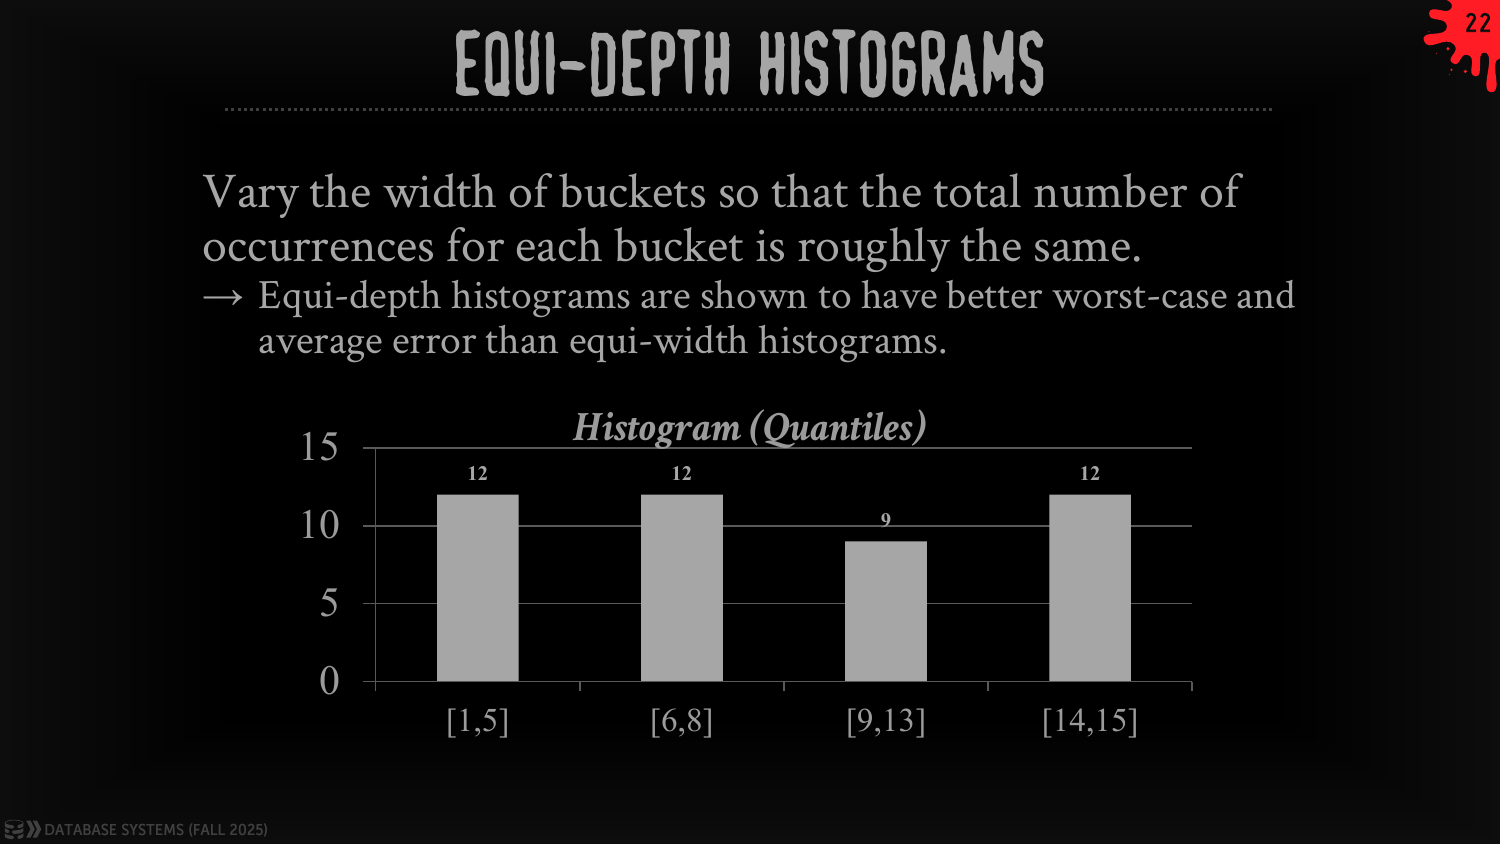 22
EQUI-DEPTH HISTOGRAMS
Vary the width of buckets so that the total number of
occurrences for each bucket is roughly the same.
→ Equi-depth histograms are shown to have better worst-case and
average error than equi-width histograms.
Histogram (Quantiles)
15
12 12 9 12
10
5
0
[1,5] [6,8] [9,13] [14,15]
DATABASE SYSTEMS (FALL 2025)